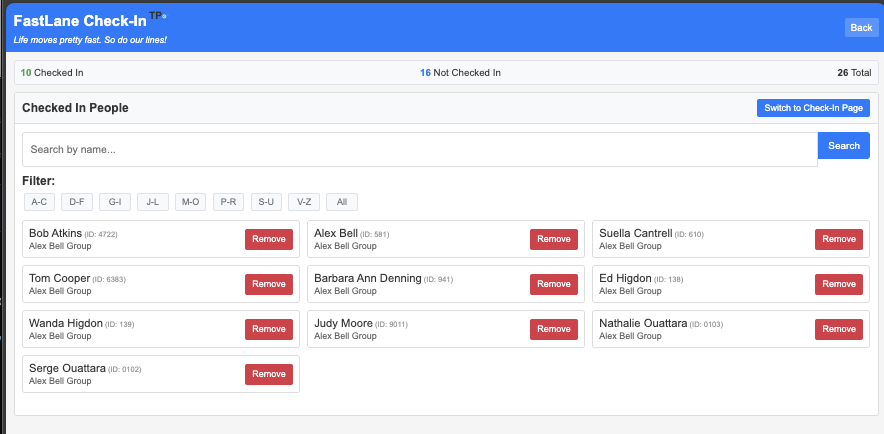 FastLane Check-In TP®
Life moves pretty fast. So do our lines!
Back
10 Checked In
16 Not Checked In
26 Total
Checked In People
Switch to Check-In Page
Search by name...
Search
Filter:
A-C
D-F
G-I
J-L
M-O
P-R
S-U
V-Z
All
Bob Atkins (ID: 4722)
Alex Bell Group
Remove
Alex Bell (ID: 581)
Alex Bell Group
Remove
Suella Cantrell (ID: 610)
Alex Bell Group
Remove
Tom Cooper (ID: 6383)
Alex Bell Group
Remove
Barbara Ann Denning (ID: 941)
Alex Bell Group
Remove
Ed Higdon (ID: 138)
Alex Bell Group
Remove
Wanda Higdon (ID: 139)
Alex Bell Group
Remove
Judy Moore (ID: 9011)
Alex Bell Group
Remove
Nathalie Ouattara (ID: 0103)
Alex Bell Group
Remove
Serge Ouattara (ID: 0102)
Alex Bell Group
Remove